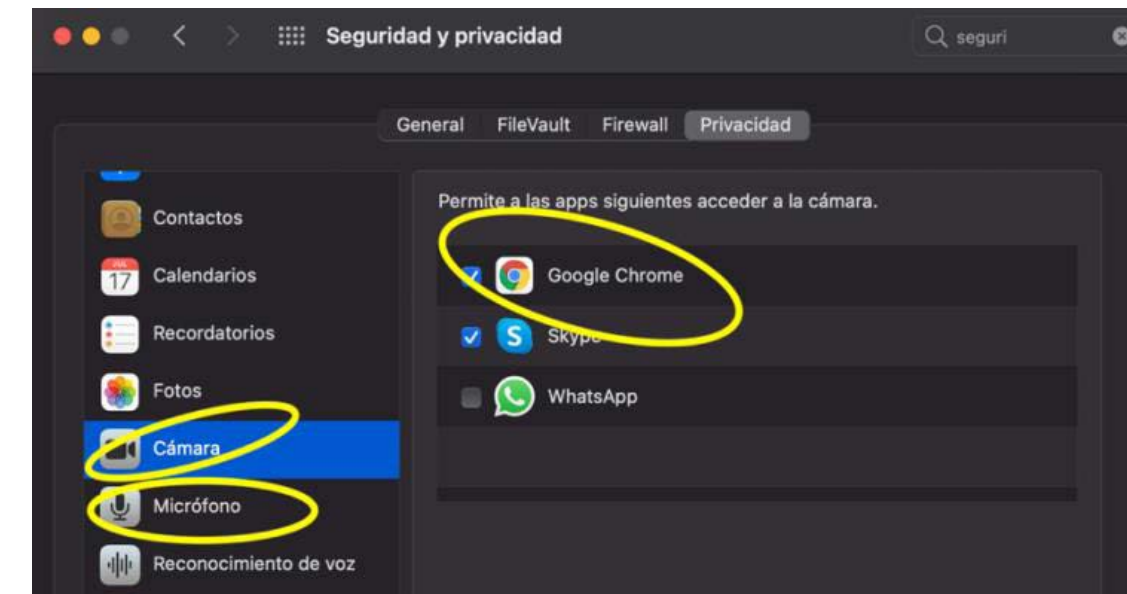 Seguridad y privacidad
seguri
General FileVault Firewall Privacidad
Contactos
JUL
17
Calendarios
Recordatorios
Fotos
Cámara
Micrófono
Reconocimiento de voz
Permite a las apps siguientes acceder a la cámara.
Google Chrome
S
Skype
WhatsApp